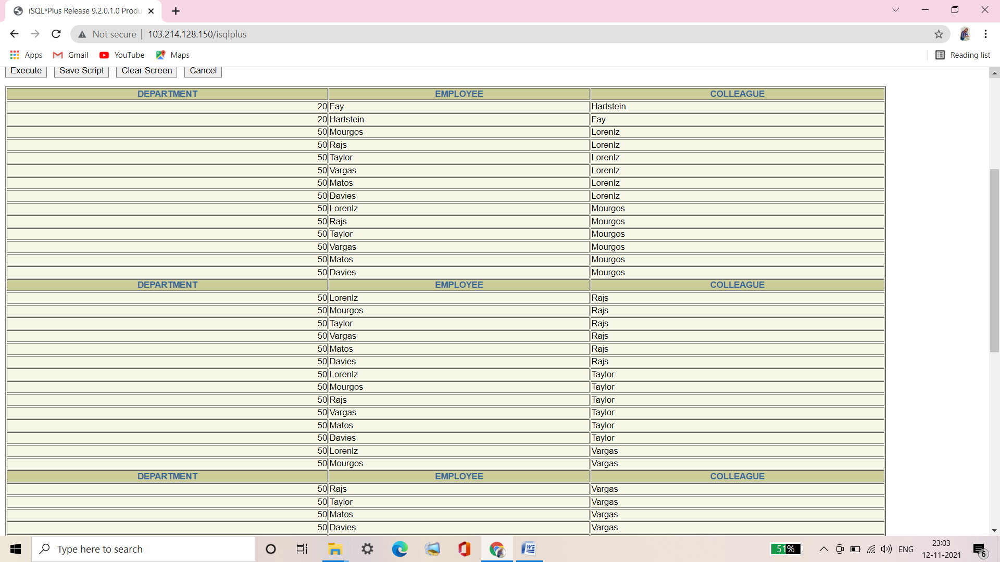 iSQL*Plus Release 9.2.0.1.0 Produ
Not secure | 103.214.128.150/isqlplus
Apps Gmail YouTube Maps Reading list
Execute Save Script Clear Screen Cancel
DEPARTMENT EMPLOYEE COLLEAGUE
20 Fay Hartstein
20 Hartstein Fay
50 Mourgos Lorenlz
50 Rajs Lorenlz
50 Taylor Lorenlz
50 Vargas Lorenlz
50 Matos Lorenlz
50 Davies Lorenlz
50 Lorenlz Mourgos
50 Rajs Mourgos
50 Taylor Mourgos
50 Vargas Mourgos
50 Matos Mourgos
50 Davies Mourgos
DEPARTMENT EMPLOYEE COLLEAGUE
50 Lorenlz Rajs
50 Mourgos Rajs
50 Taylor Rajs
50 Vargas Rajs
50 Matos Rajs
50 Davies Rajs
50 Lorenlz Taylor
50 Mourgos Taylor
50 Rajs Taylor
50 Vargas Taylor
50 Matos Taylor
50 Davies Taylor
50 Lorenlz Vargas
50 Mourgos Vargas
DEPARTMENT EMPLOYEE COLLEAGUE
50 Rajs Vargas
50 Taylor Vargas
50 Matos Vargas
50 Davies Vargas
Type here to search 51% ENG 23:03
12-11-2021 6